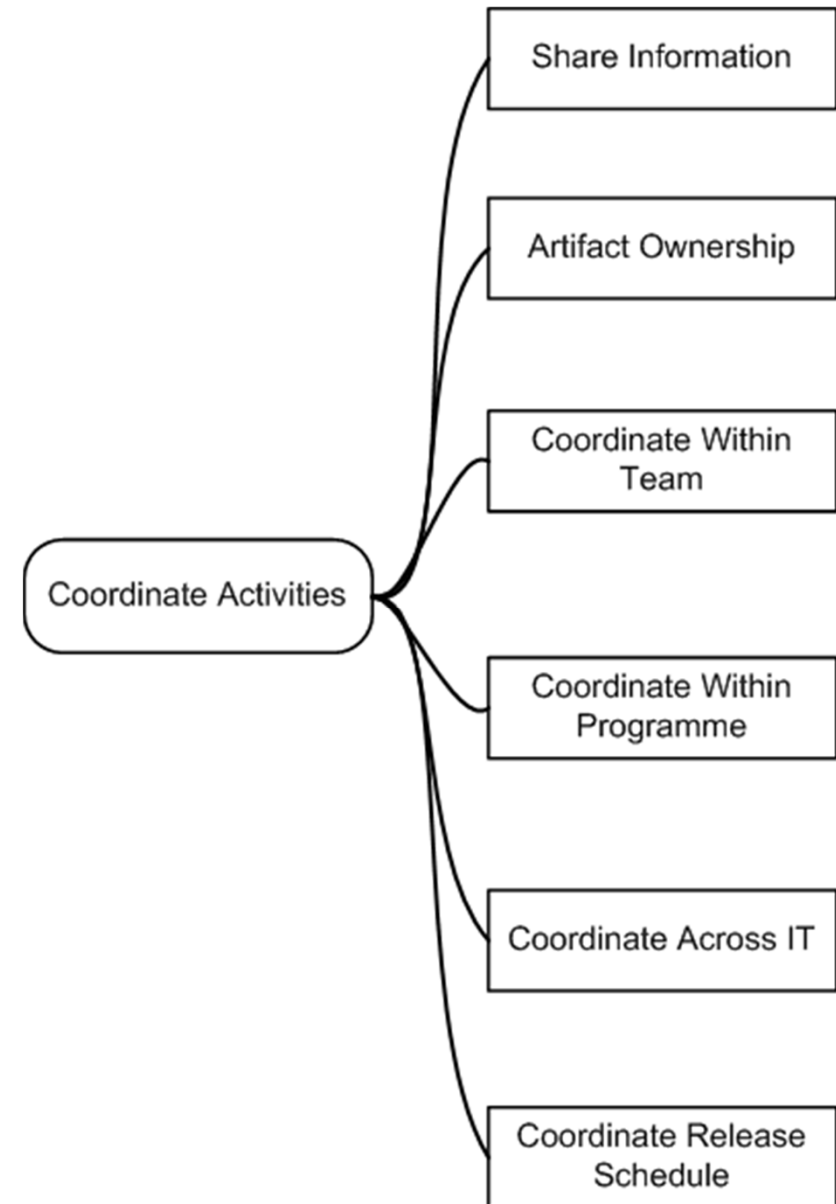 Share Information
Artifact Ownership
Coordinate Within
Team
Coordinate Activities
Coordinate Within
Programme
Coordinate Across IT
Coordinate Release
Schedule